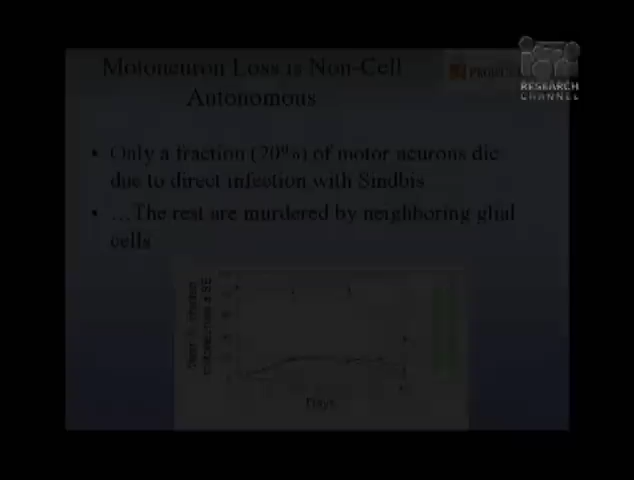 Motoneuron Loss is Non-Cell
Autonomous
RESEARCH
CHANNEL
• Only a fraction (20%) of motor neurons die
due to direct infection with Sindbis
• …The rest are murdered by neighboring glial
cells
Days